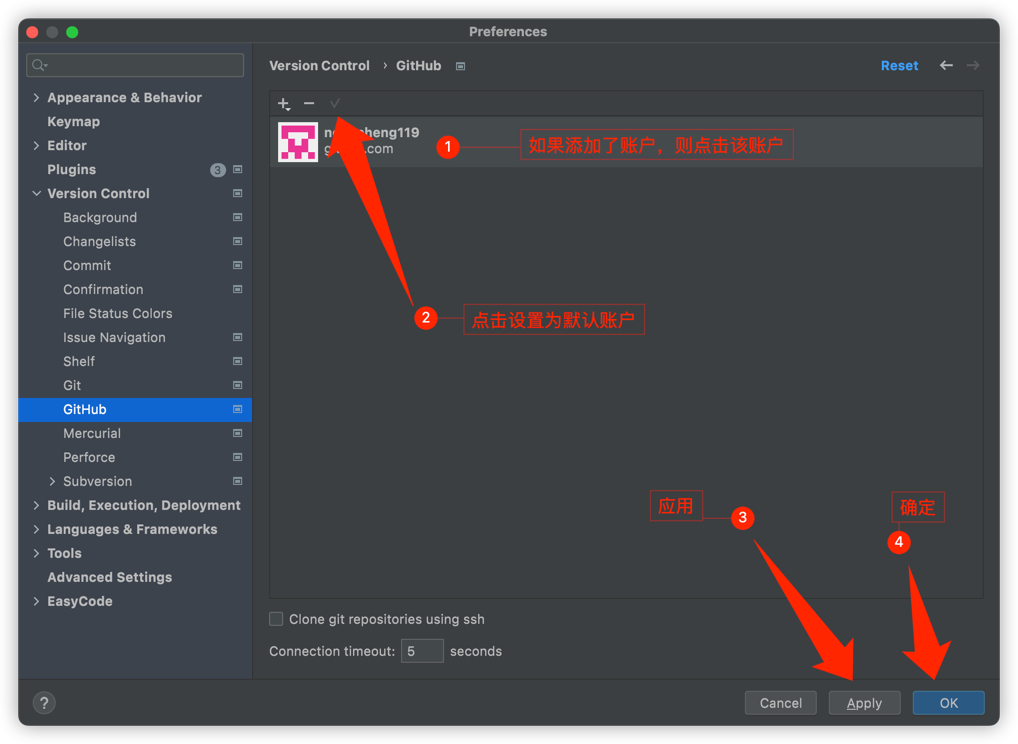 Preferences
Version Control › GitHub
Reset
Appearance & Behavior
Keymap
Editor
Plugins 3
Version Control
Background
Changelists
Commit
Confirmation
File Status Colors
Issue Navigation
Shelf
Git
GitHub
Mercurial
Perforce
Subversion
Build, Execution, Deployment
Languages & Frameworks
Tools
Advanced Settings
EasyCode
1 如果添加了账户，则点击该账户
2 点击设置为默认账户
应用 3
确定
4
Clone git repositories using ssh
Connection timeout: 5 seconds
?
Cancel
Apply
OK